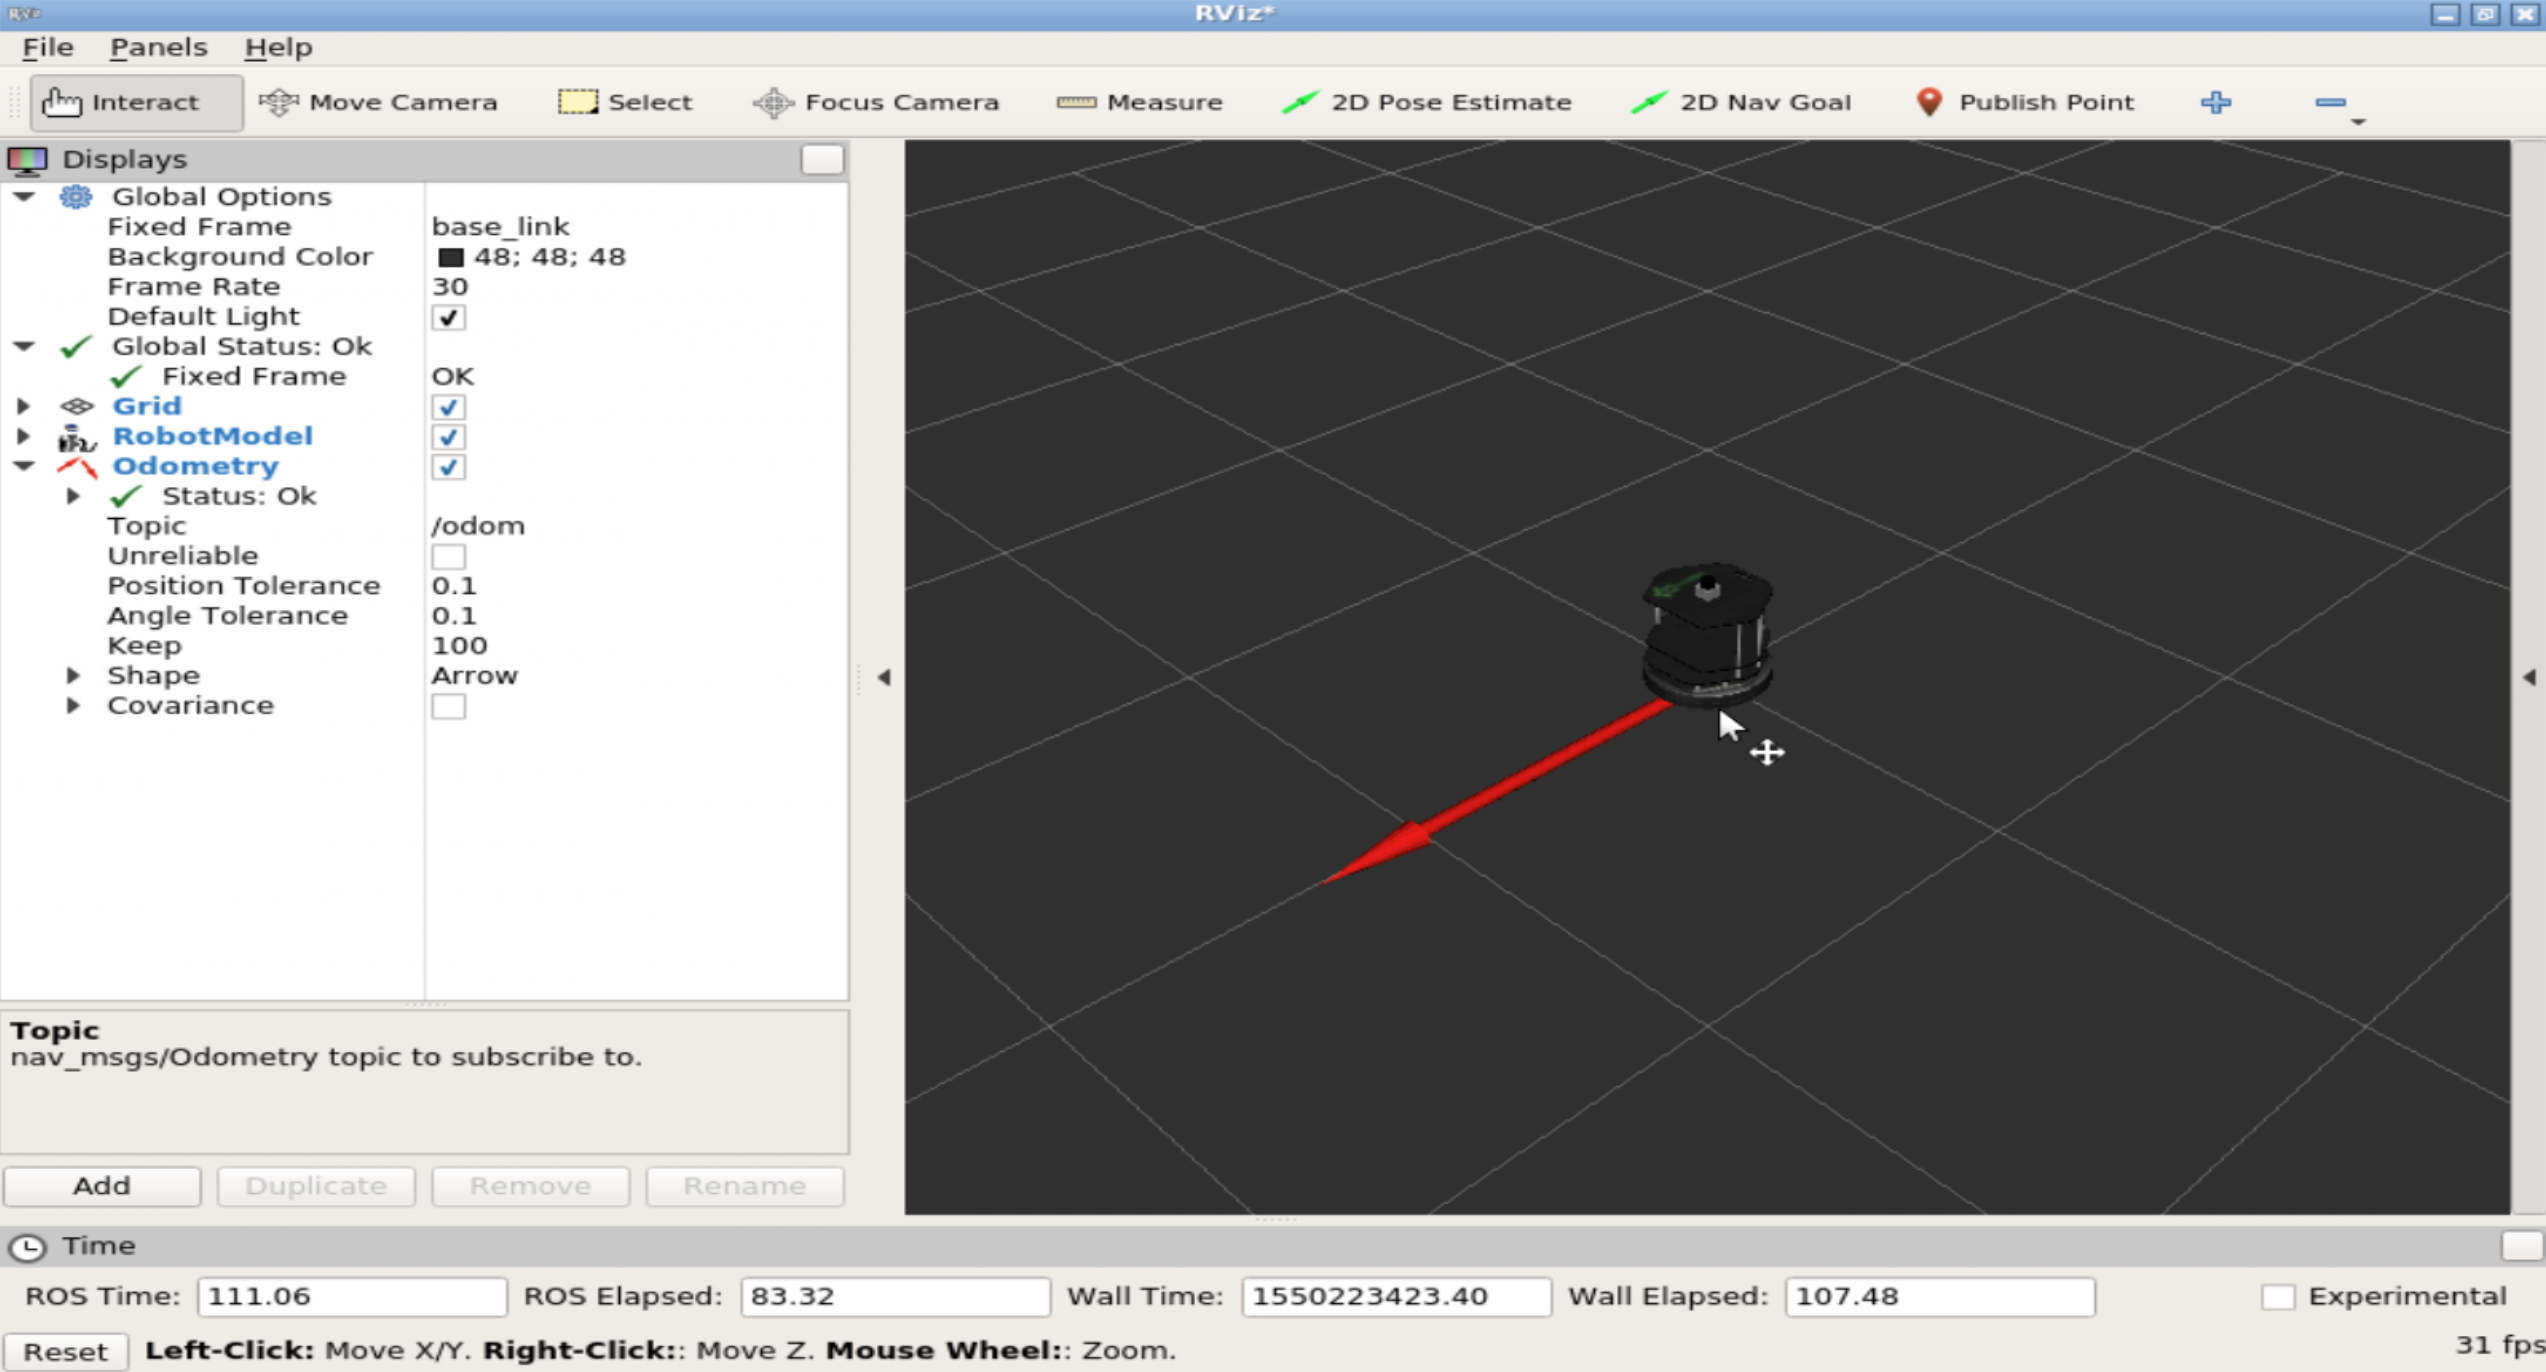 RViz*
File Panels Help
Interact Move Camera Select Focus Camera Measure 2D Pose Estimate 2D Nav Goal Publish Point
Displays
Global Options
Fixed Frame base_link
Background Color 48; 48; 48
Frame Rate 30
Default Light
Global Status: Ok
Fixed Frame OK
Grid
RobotModel
Odometry
Status: Ok
Topic /odom
Unreliable
Position Tolerance 0.1
Angle Tolerance 0.1
Keep 100
Shape Arrow
Covariance
Topic
nav_msgs/Odometry topic to subscribe to.
Add Duplicate Remove Rename
Time
ROS Time: 111.06 ROS Elapsed: 83.32 Wall Time: 1550223423.40 Wall Elapsed: 107.48 Experimental
Reset Left-Click: Move X/Y. Right-Click:: Move Z. Mouse Wheel:: Zoom. 31 fps